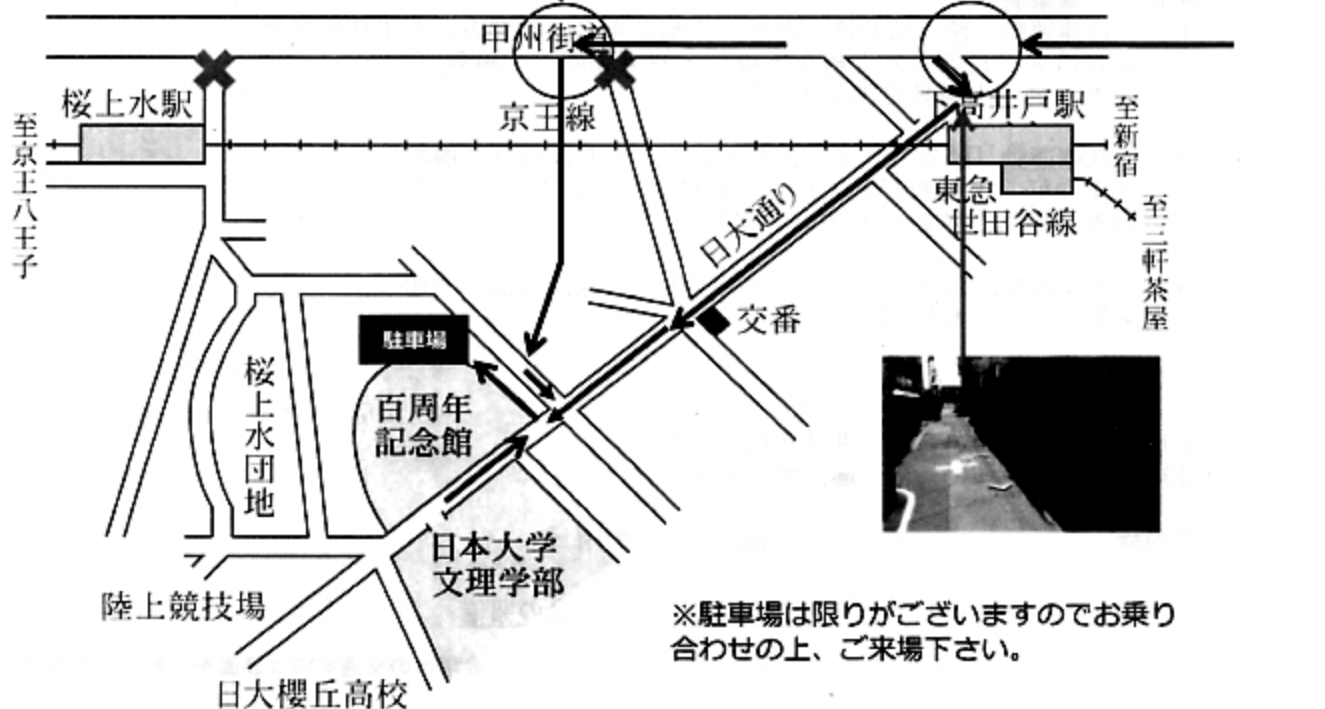 甲州街道
桜上水駅
京王線
下高井戸駅
至新宿
至京王八王子
東急
世田谷線
至三軒茶屋
日大通り
交番
駐車場
百周年
記念館
桜上水団地
日本大学
文理学部
陸上競技場
日大櫻丘高校
※駐車場は限りがございますのでお乗り
合わせの上、ご来場下さい。